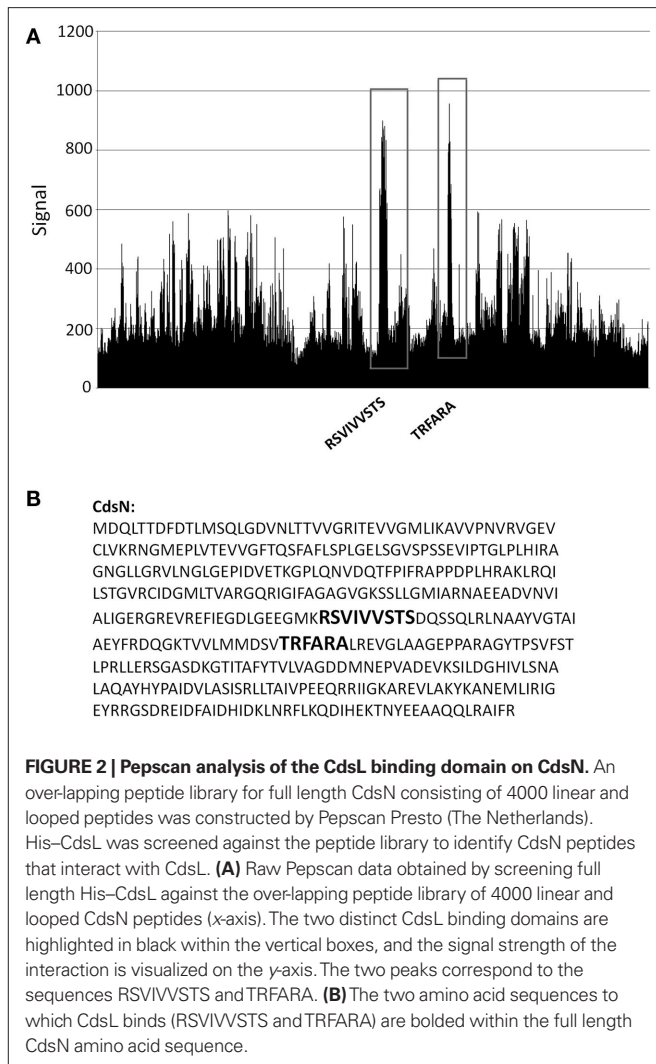 A
1200
1000
800
600
400
200
0
Signal
RSVIVVSTS
TRFARA
B
CdsN:
MDQLTTDFDTLMSQLGDVNLTTVVGRITEVVGMLIKAVVPNVRVGEV
CLVKRNGMEPLVTEVVGFTQSFAFLSPLGELSGVSPSSEVIPTGLPLHIRA
GNGLLGRVLNGLGEPIDVETKGPLQNVDQTFPIFRAPPDPLHRAKLRQI
LSTGVRCIDGMLTVARGQRIGIFAGAGVGKSSLLGMIARNAEEADVNVI
ALIGERGREVREFIEGDLGEEGMKRSVIVVSTSDQSSQLRLNAAYVGTAI
AEYFRDQGKTVVLMMDSVTRFARALREVGLAAGEPPARAGYTPSVFST
LPRLLERSGASDKGTITAFYTVLVAGDDMNEPVADEVKSILDGHIVLSNA
LAQAYHYPAIDVLASISRLLTAIVPEEQRRIIGKAREVLAKYKANEMLIRIG
EYRRGSDREIDFAIDHIDKLNRFLKQDIHEKTNYEEAAQQLRAIFR
FIGURE 2 | Pepscan analysis of the CdsL binding domain on CdsN. An
over-lapping peptide library for full length CdsN consisting of 4000 linear and
looped peptides was constructed by Pepscan Presto (The Netherlands).
His–CdsL was screened against the peptide library to identify CdsN peptides
that interact with CdsL. (A) Raw Pepscan data obtained by screening full
length His–CdsL against the over-lapping peptide library of 4000 linear and
looped CdsN peptides (x-axis). The two distinct CdsL binding domains are
highlighted in black within the vertical boxes, and the signal strength of the
interaction is visualized on the y-axis. The two peaks correspond to the
sequences RSVIVVSTS and TRFARA. (B) The two amino acid sequences to
which CdsL binds (RSVIVVSTS and TRFARA) are bolded within the full length
CdsN amino acid sequence.